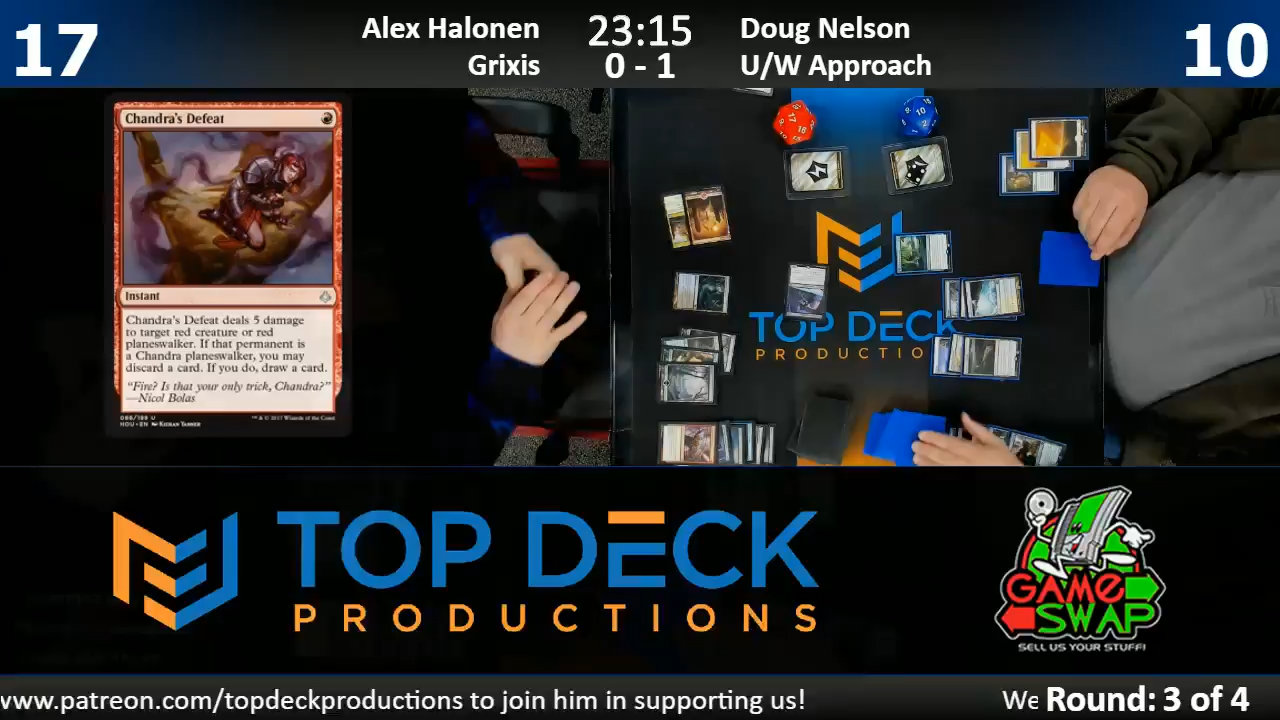 17
Alex Halonen
Grixis
23:15
0 - 1
Doug Nelson
U/W Approach
10
Chandra's Defeat
Instant
Chandra's Defeat deals 5 damage
to target red creature or red
planeswalker. If that permanent is
a Chandra planeswalker, you may
discard a card. If you do, draw a card.
"Fire? Is that your only trick, Chandra?"
—Nicol Bolas
HOU • EN
17
10
TOP DECK
PRODUCTIO
TOP DECK
PRODUCTIONS
GAME
SWAP
SELL US YOUR STUFF!
www.patreon.com/topdeckproductions to join him in supporting us!
We
Round: 3 of 4